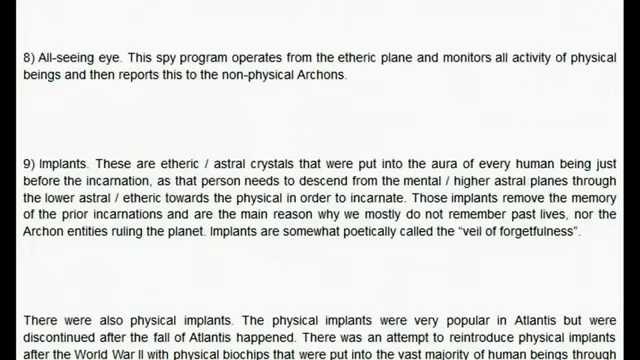 8) All-seeing eye. This spy program operates from the etheric plane and monitors all activity of physical
beings and then reports this to the non-physical Archons.
9) Implants. These are etheric / astral crystals that were put into the aura of every human being just
before the incarnation, as that person needs to descend from the mental / higher astral planes through
the lower astral / etheric towards the physical in order to incarnate. Those implants remove the memory
of the prior incarnations and are the main reason why we mostly do not remember past lives, nor the
Archon entities ruling the planet. Implants are somewhat poetically called the “veil of forgetfulness”.
There were also physical implants. The physical implants were very popular in Atlantis but were
discontinued after the fall of Atlantis happened. There was an attempt to reintroduce physical implants
after the World War II with physical biochips that were put into the vast majority of human beings through